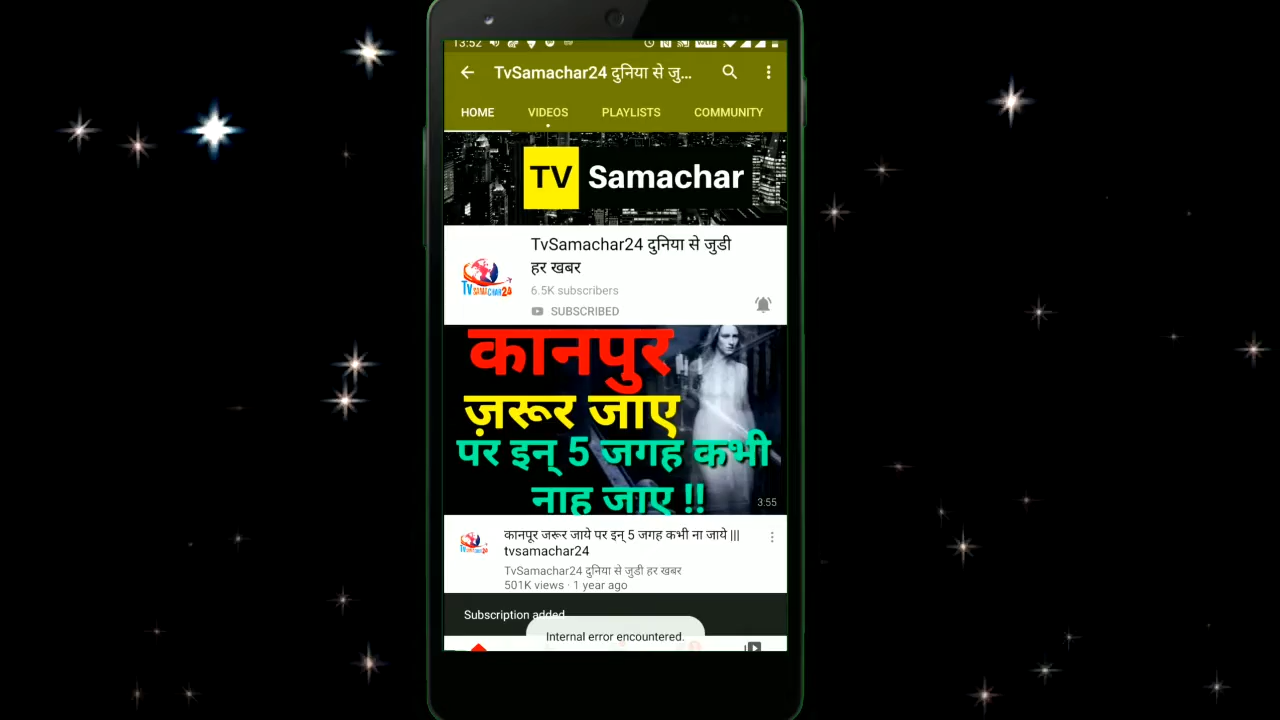 13:52
TvSamachar24 दुनिया से जु...
HOME VIDEOS PLAYLISTS COMMUNITY
TV Samachar
TvSamachar24 दुनिया से जुडी
हर खबर
6.5K subscribers
SUBSCRIBED
TV SAMACHAR24
कानपुर
ज़रूर जाए
पर इन् 5 जगह कभी
नाह जाए !!
3:55
कानपूर जरूर जाये पर इन् 5 जगह कभी ना जाये |||
tvsamachar24
TvSamachar24 दुनिया से जुडी हर खबर
501K views · 1 year ago
Subscription added
Internal error encountered.